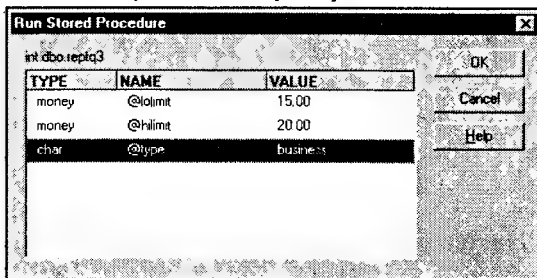 Run Stored Procedure
int dbo.reptq3
OK
TYPE NAME VALUE
money @lolimit 15.00
Cancel
money @hilimit 20.00
Help
char @type business